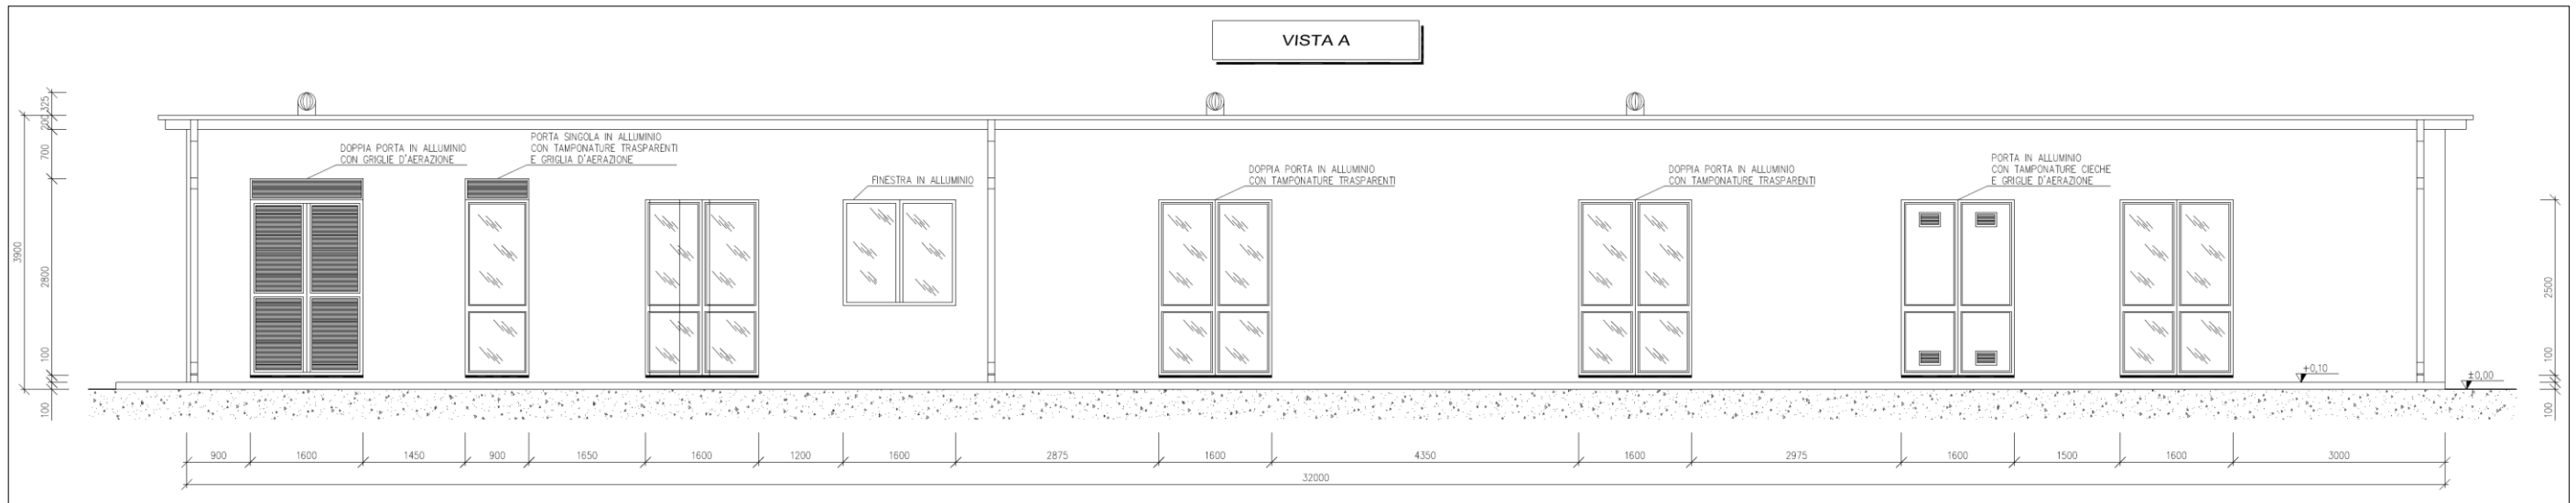 VISTA A
325
200
700
3900
2800
100
100
DOPPIA PORTA IN ALLUMINIO
CON GRIGLIE D'AERAZIONE
PORTA SINGOLA IN ALLUMINIO
CON TAMPONATURE TRASPARENTI
E GRIGLIA D'AERAZIONE
FINESTRA IN ALLUMINIO
DOPPIA PORTA IN ALLUMINIO
CON TAMPONATURE TRASPARENTI
DOPPIA PORTA IN ALLUMINIO
CON TAMPONATURE TRASPARENTI
PORTA IN ALLUMINIO
CON TAMPONATURE CIECHE
E GRIGLIE D'AERAZIONE
2500
100
100
+0,10
±0,00
900 1600 1450 900 1650 1600 1200 1600 2875 1600 4350 1600 2975 1600 1500 1600 3000
32000